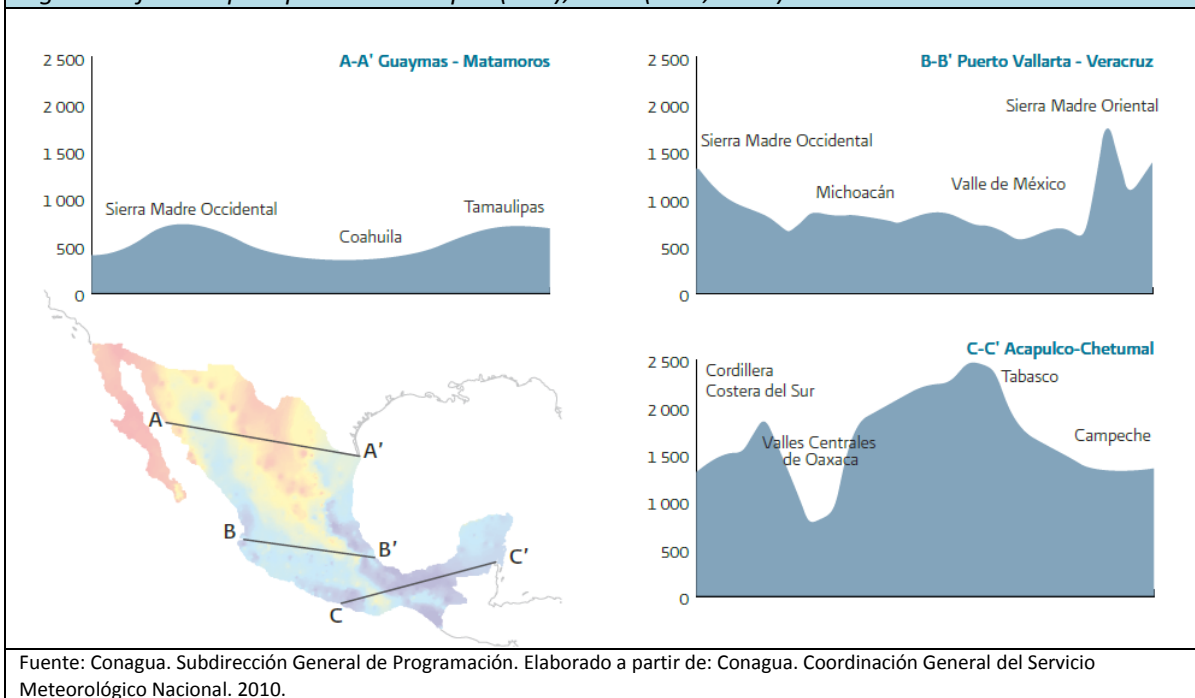 A-A' Guaymas - Matamoros
2 500
2 000
1 500
1 000
500
0
Sierra Madre Occidental
Coahuila
Tamaulipas
B-B' Puerto Vallarta - Veracruz
2 500
2 000
1 500
1 000
500
0
Sierra Madre Occidental
Michoacán
Valle de México
Sierra Madre Oriental
A
A'
B
B'
C
C'
C-C' Acapulco-Chetumal
2 500
2 000
1 500
1 000
500
0
Cordillera
Costera del Sur
Valles Centrales
de Oaxaca
Tabasco
Campeche
Fuente: Conagua. Subdirección General de Programación. Elaborado a partir de: Conagua. Coordinación General del Servicio
Meteorológico Nacional. 2010.